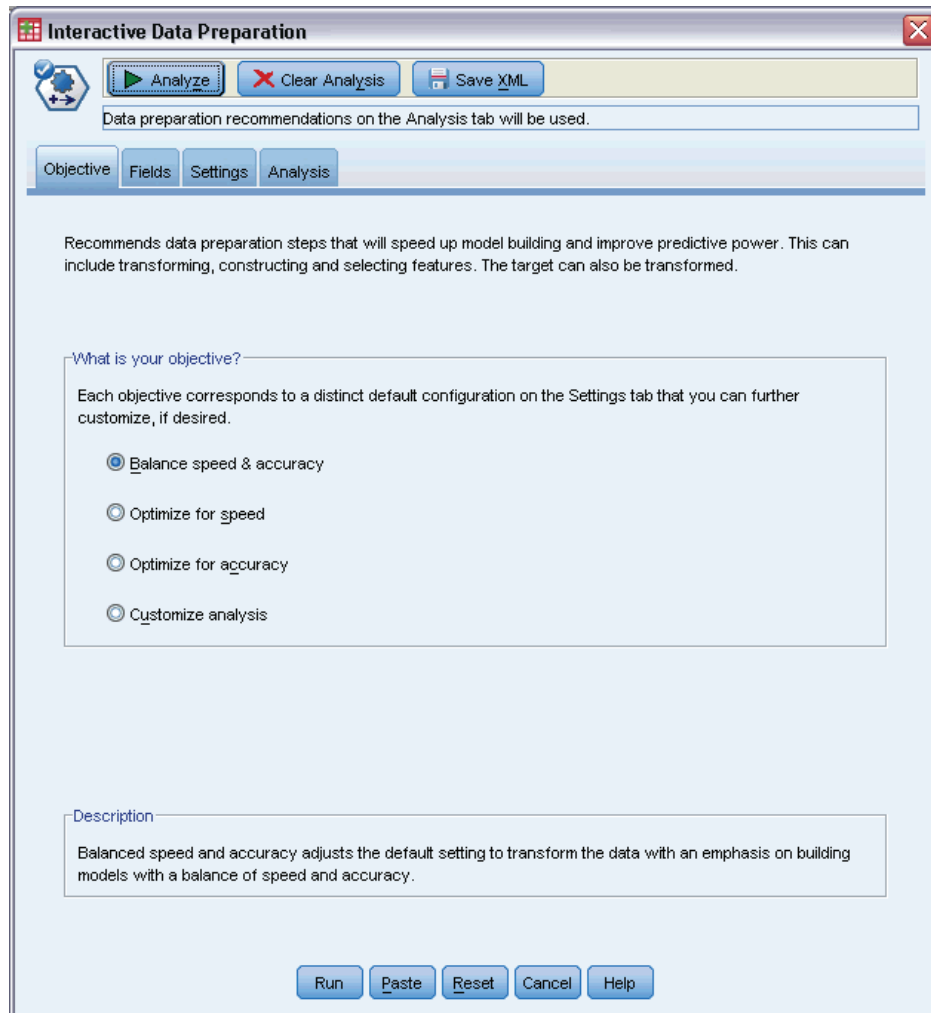 Interactive Data Preparation
Analyze
Clear Analysis
Save XML
Data preparation recommendations on the Analysis tab will be used.
Objective
Fields
Settings
Analysis
Recommends data preparation steps that will speed up model building and improve predictive power. This can
include transforming, constructing and selecting features. The target can also be transformed.
What is your objective?
Each objective corresponds to a distinct default configuration on the Settings tab that you can further
customize, if desired.
Balance speed & accuracy
Optimize for speed
Optimize for accuracy
Customize analysis
Description
Balanced speed and accuracy adjusts the default setting to transform the data with an emphasis on building
models with a balance of speed and accuracy.
Run
Paste
Reset
Cancel
Help